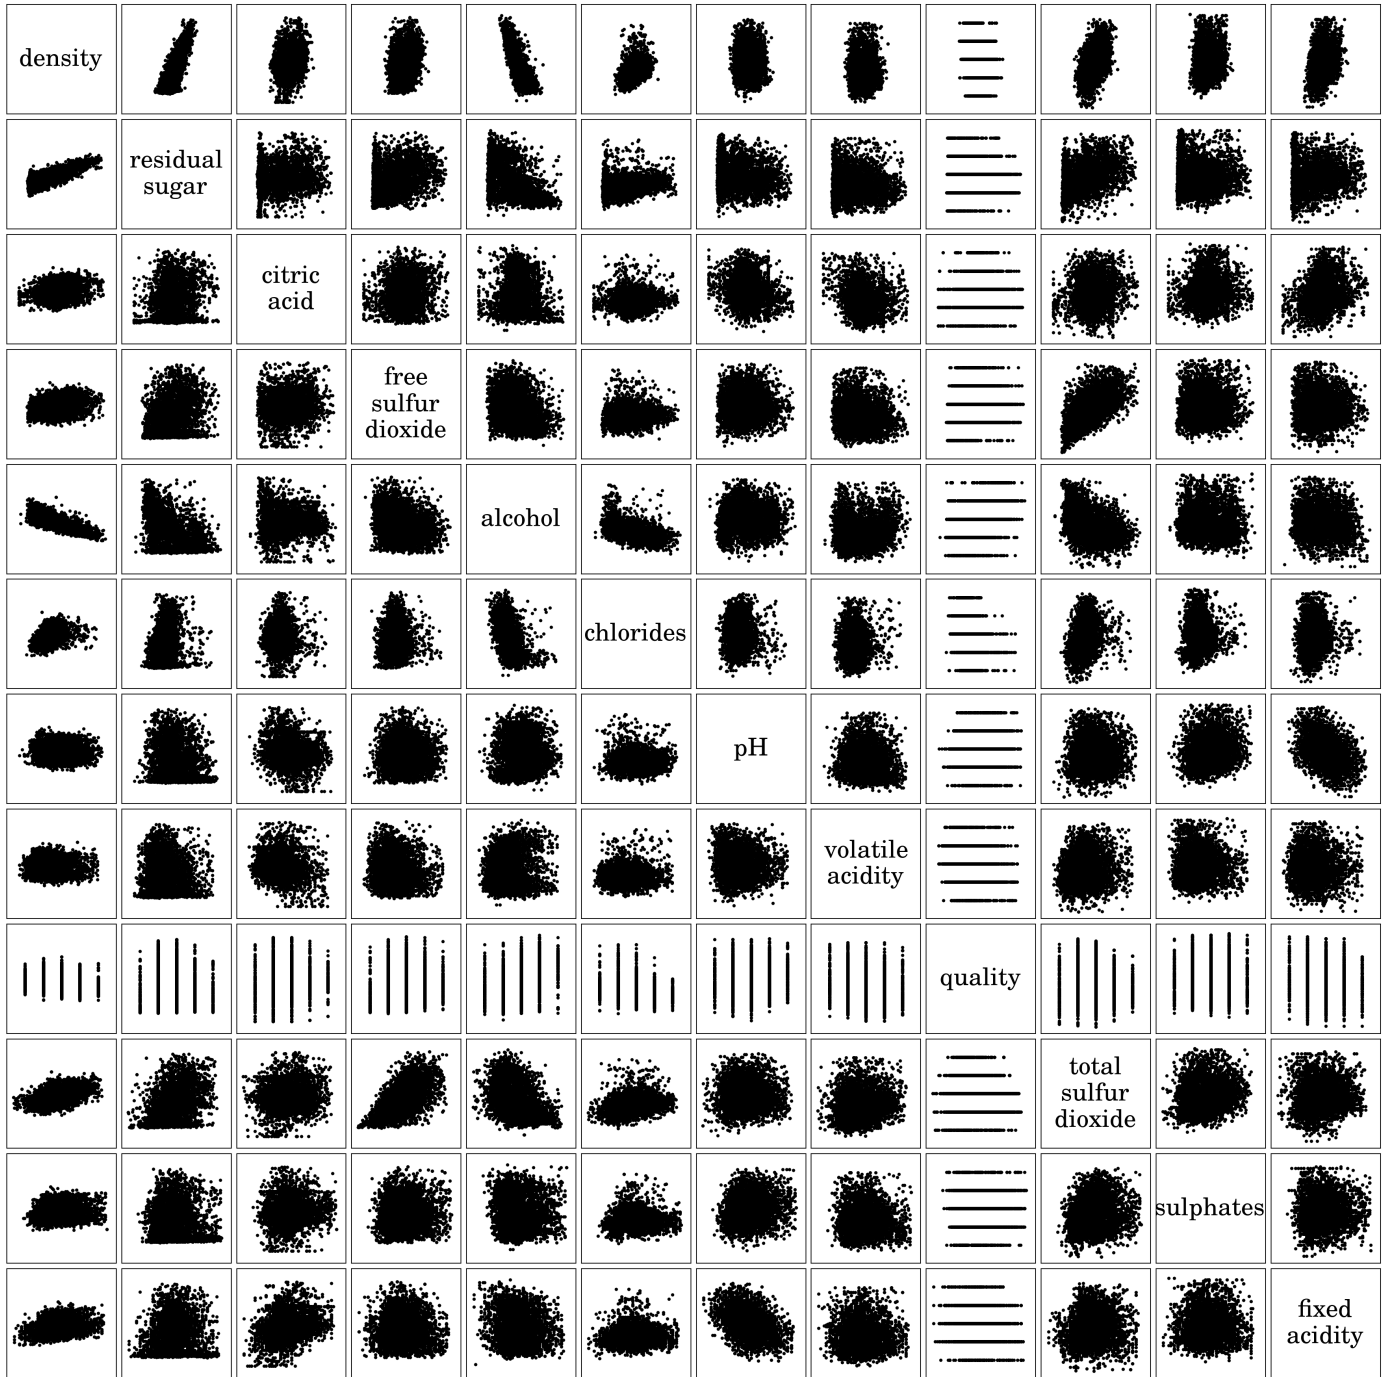 density
residual
sugar
citric
acid
free
sulfur
dioxide
alcohol
chlorides
pH
volatile
acidity
quality
total
sulfur
dioxide
sulphates
fixed
acidity